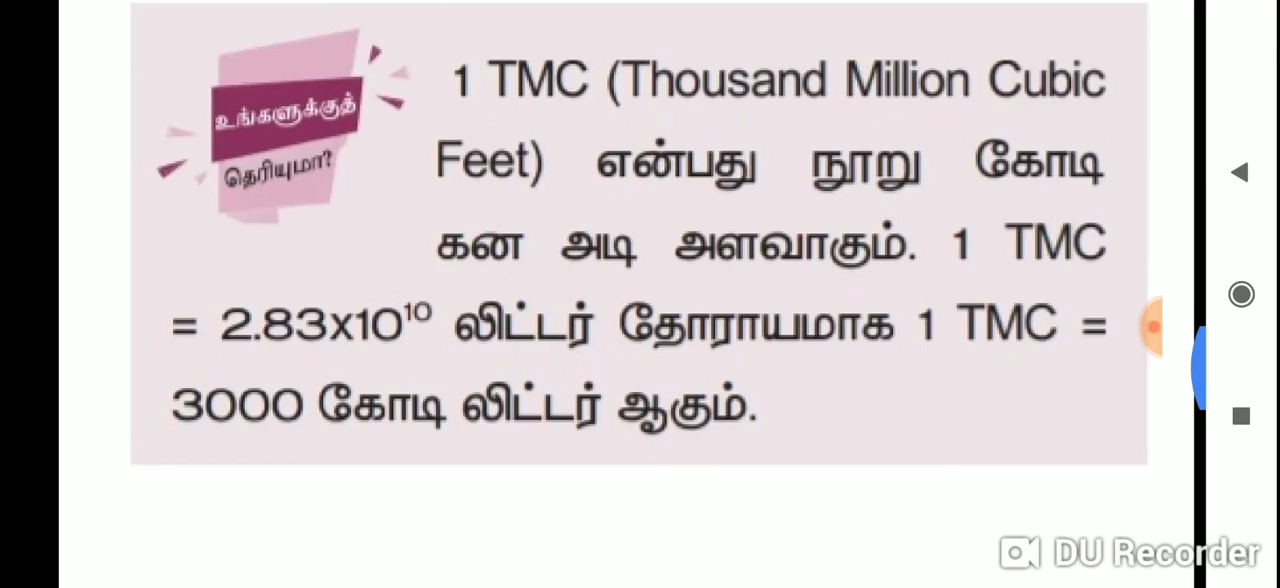 உங்களுக்குத்
தெரியுமா?
1 TMC (Thousand Million Cubic
Feet) என்பது நூறு கோடி
கன அடி அளவாகும். 1 TMC
= 2.83x10¹⁰ லிட்டர் தோராயமாக 1 TMC =
3000 கோடி லிட்டர் ஆகும்.
DU Recorder